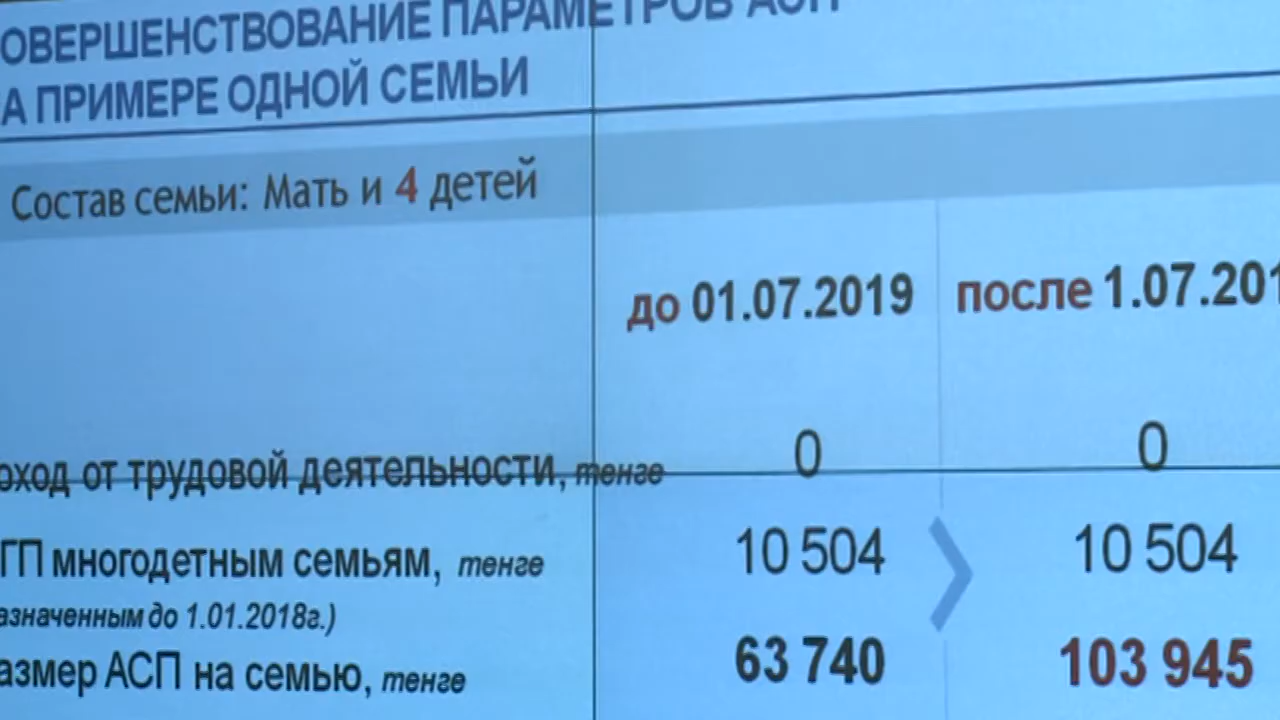 ОВЕРШЕНСТВОВАНИЕ ПАРАМЕТРОВ АСП
А ПРИМЕРЕ ОДНОЙ СЕМЬИ
Состав семьи: Мать и 4 детей
до 01.07.2019 после 1.07.201
оход от трудовой деятельности, тенге 0 0
ГП многодетным семьям, тенге 10 504 10 504
азначенным до 1.01.2018г.)
азмер АСП на семью, тенге 63 740 103 945